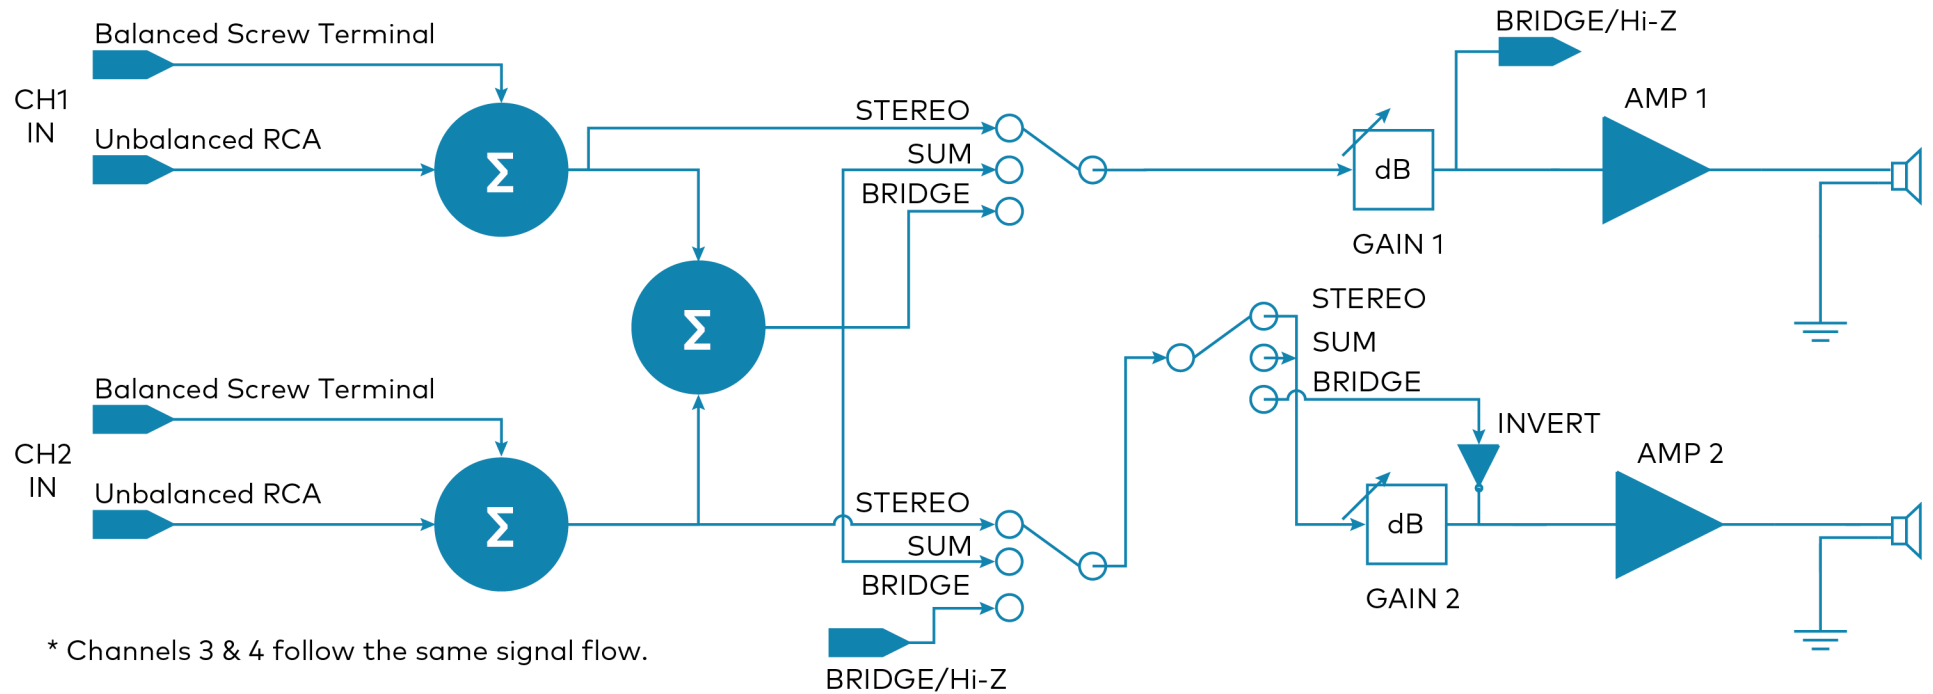 Balanced Screw Terminal
CH1
IN
Unbalanced RCA
Σ
STEREO
SUM
BRIDGE
BRIDGE/Hi-Z
dB
GAIN 1
AMP 1
Σ
Balanced Screw Terminal
CH2
IN
Unbalanced RCA
Σ
STEREO
SUM
BRIDGE
BRIDGE/Hi-Z
STEREO
SUM
BRIDGE
INVERT
dB
GAIN 2
AMP 2
* Channels 3 & 4 follow the same signal flow.